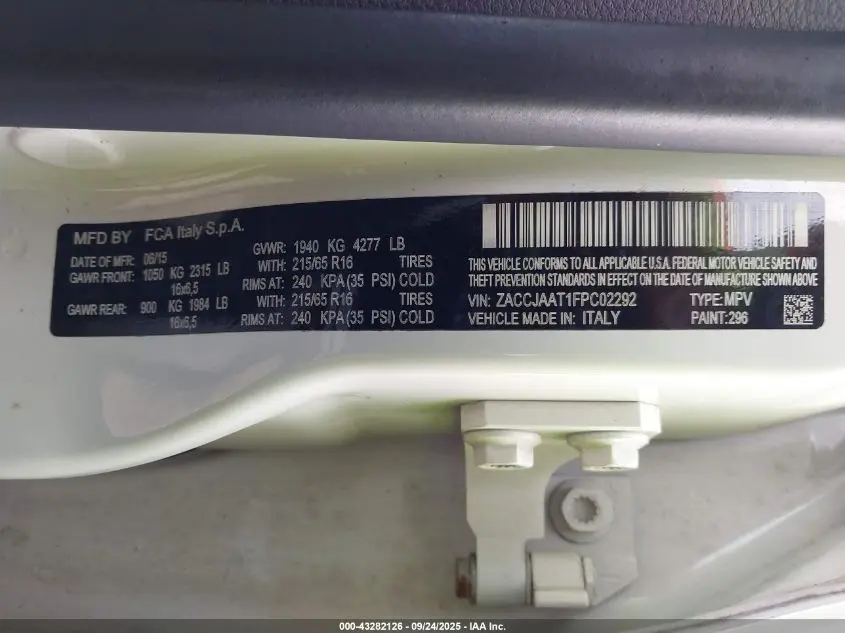 MFD BY FCA Italy S.p.A.
DATE OF MFR: 06/15
GAWR FRONT: 1050 KG 2315 LB
16x6,5
GAWR REAR: 900 KG 1984 LB
16x6,5
GVWR: 1940 KG 4277 LB
WITH: 215/65 R16 TIRES
RIMS AT: 240 KPA (35 PSI) COLD
WITH: 215/65 R16 TIRES
RIMS AT: 240 KPA (35 PSI) COLD
THIS VEHICLE CONFORMS TO ALL APPLICABLE U.S.A. FEDERAL MOTOR VEHICLE SAFETY AND
THEFT PREVENTION STANDARDS IN EFFECT ON THE DATE OF MANUFACTURE SHOWN ABOVE
VIN: ZACCJAAT1FPC02292 TYPE: MPV
VEHICLE MADE IN: ITALY PAINT: 296
000-43282126 - 09/24/2025 - IAA Inc.